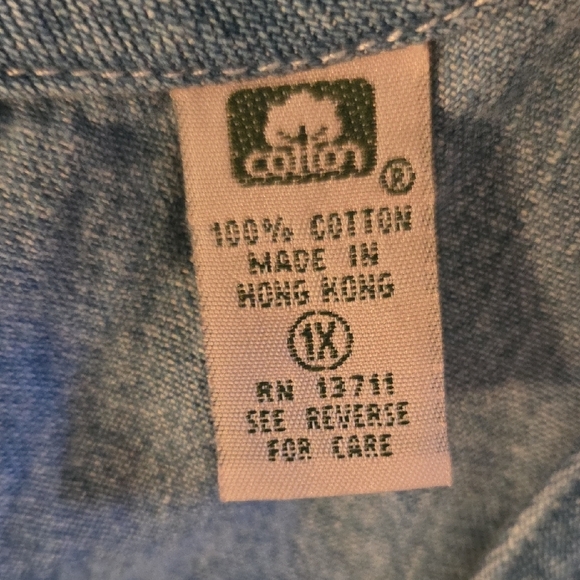 cotton
®
100% COTTON
MADE IN
HONG KONG
1X
RN 13711
SEE REVERSE
FOR CARE